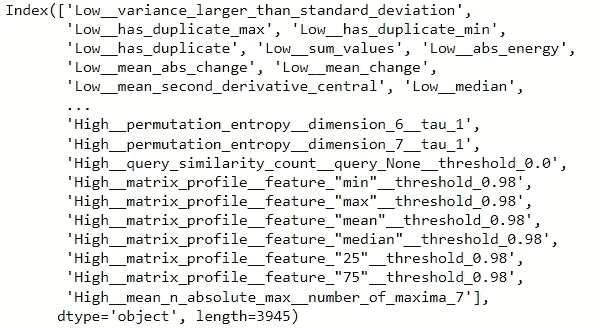 Index(['Low__variance_larger_than_standard_deviation',
'Low__has_duplicate_max', 'Low__has_duplicate_min',
'Low__has_duplicate', 'Low__sum_values', 'Low__abs_energy',
'Low__mean_abs_change', 'Low__mean_change',
'Low__mean_second_derivative_central', 'Low__median',
...
'High__permutation_entropy__dimension_6__tau_1',
'High__permutation_entropy__dimension_7__tau_1',
'High__query_similarity_count__query_None__threshold_0.0',
'High__matrix_profile__feature_"min"__threshold_0.98',
'High__matrix_profile__feature_"max"__threshold_0.98',
'High__matrix_profile__feature_"mean"__threshold_0.98',
'High__matrix_profile__feature_"median"__threshold_0.98',
'High__matrix_profile__feature_"25"__threshold_0.98',
'High__matrix_profile__feature_"75"__threshold_0.98',
'High__mean_n_absolute_max__number_of_maxima_7'],
dtype='object', length=3945)